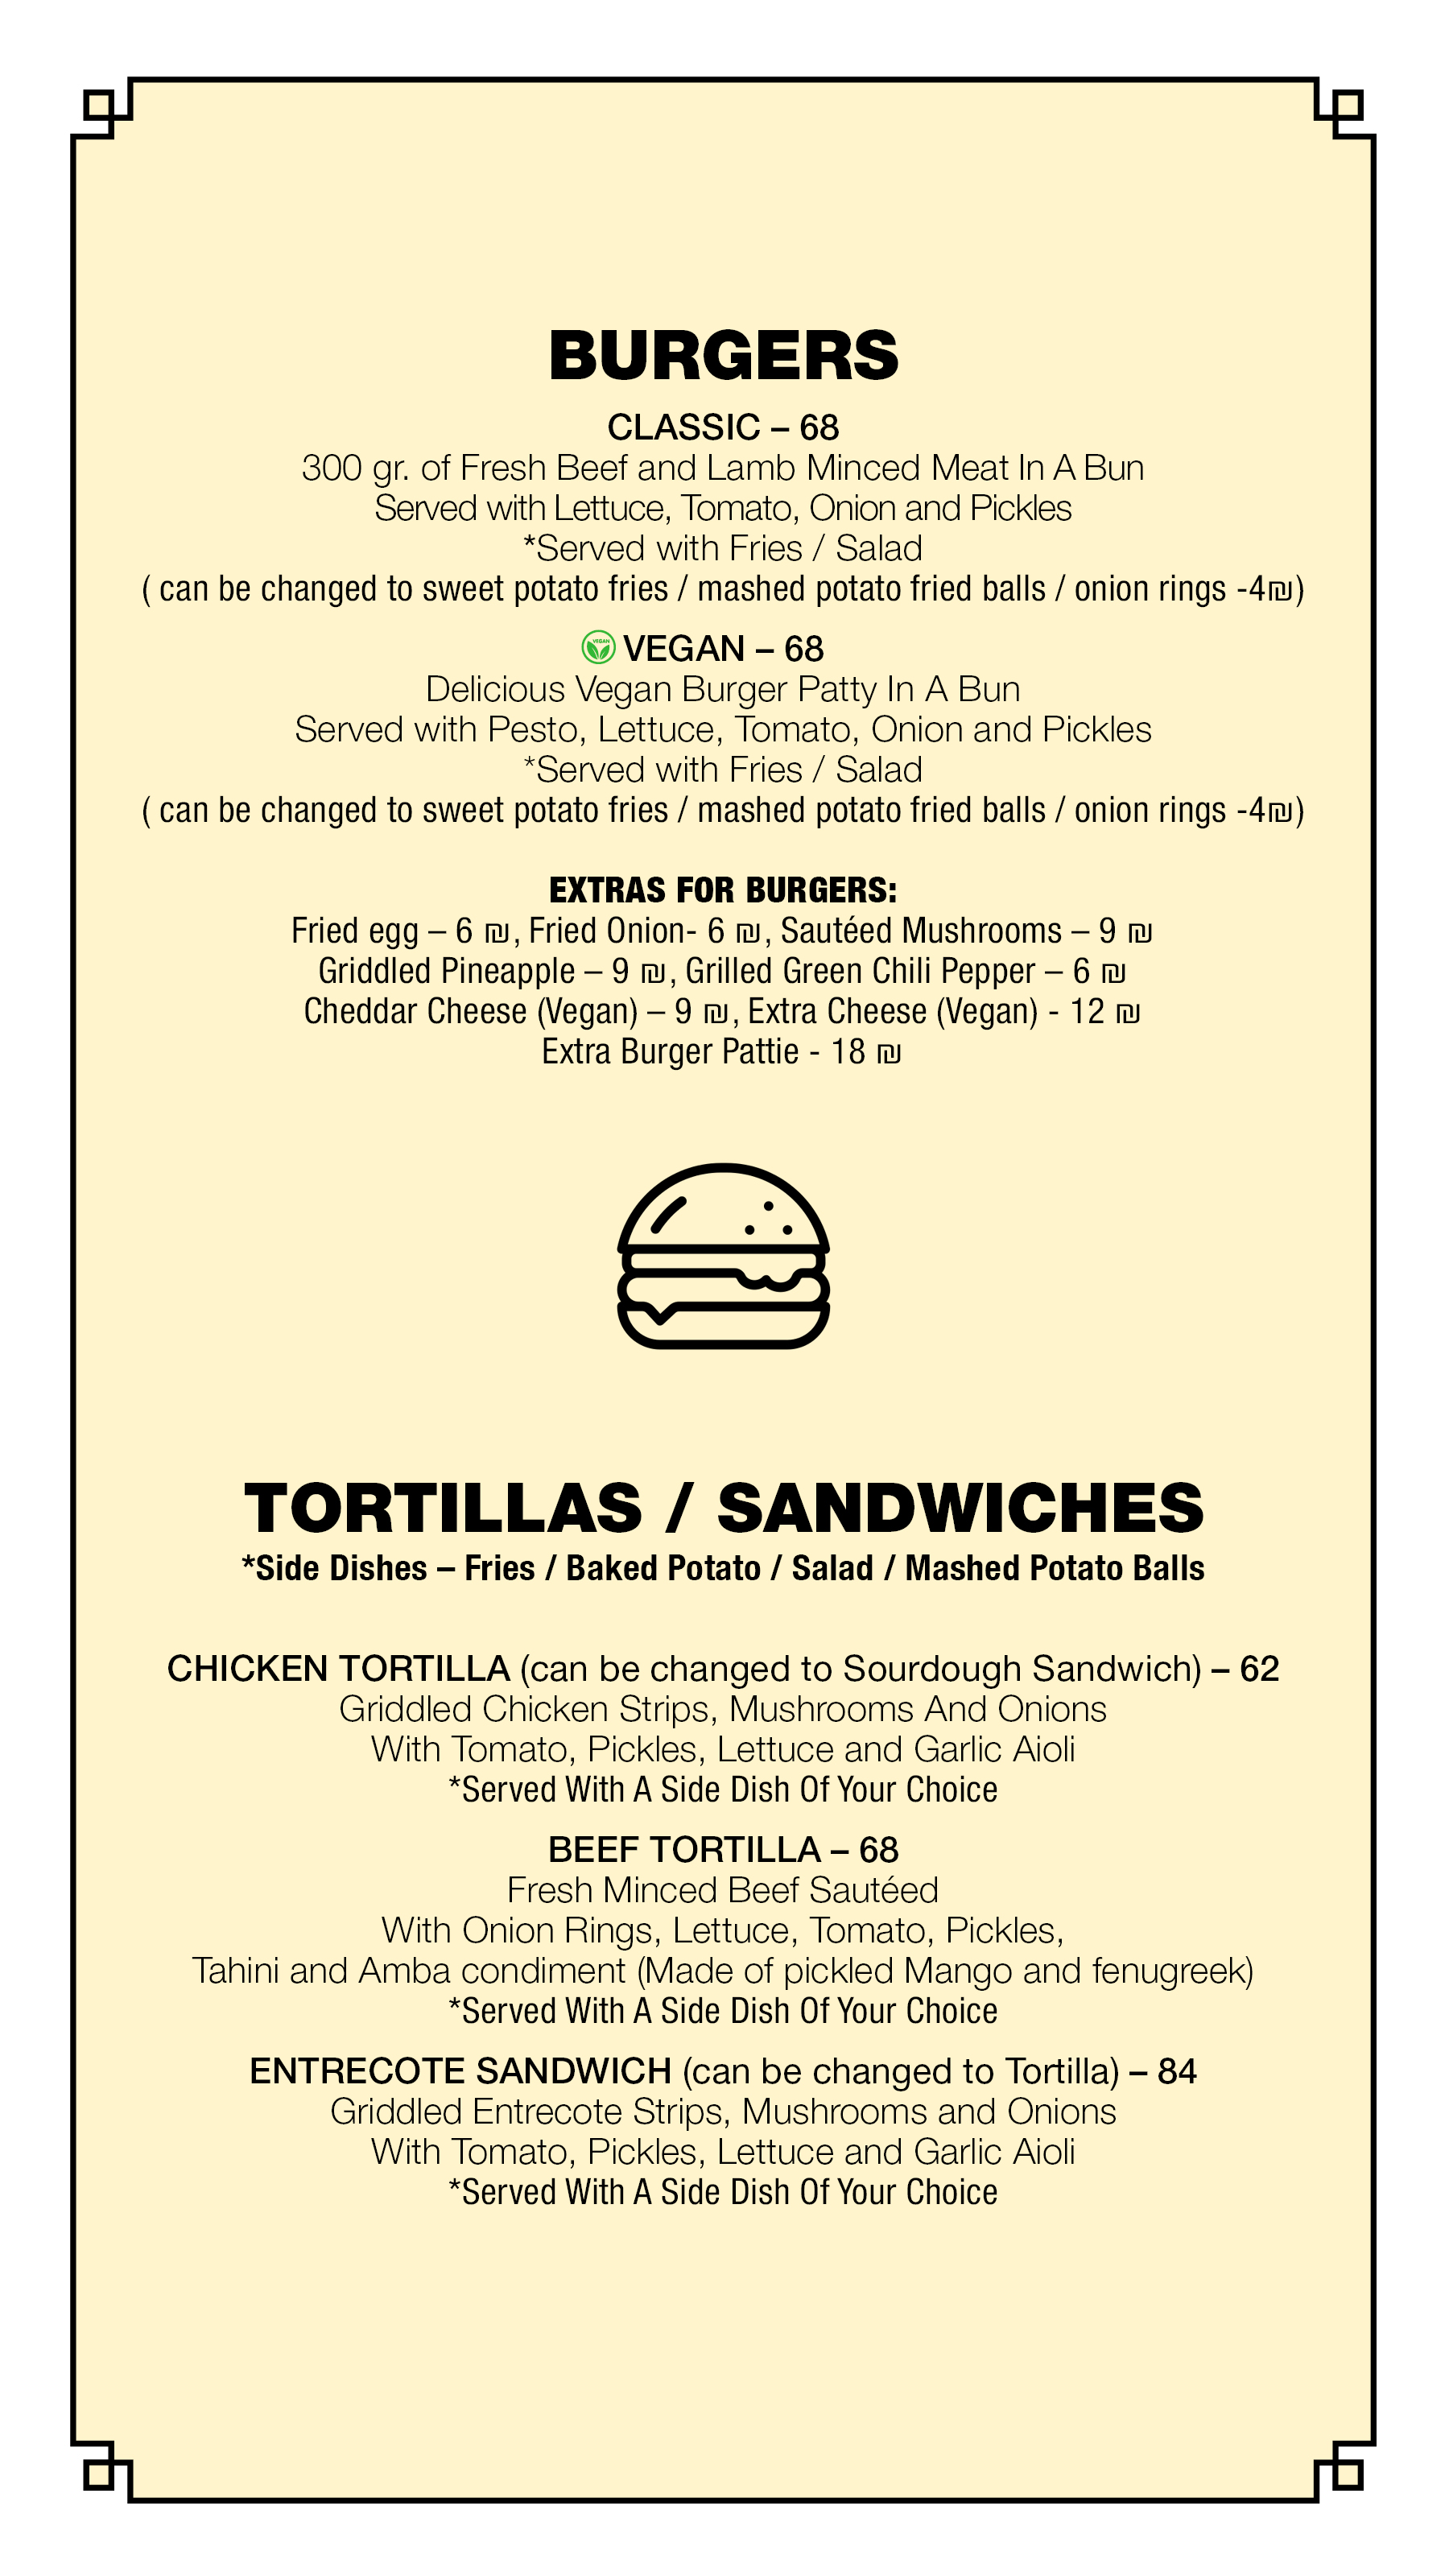 BURGERS
CLASSIC – 68
300 gr. of Fresh Beef and Lamb Minced Meat In A Bun
Served with Lettuce, Tomato, Onion and Pickles
*Served with Fries / Salad
( can be changed to sweet potato fries / mashed potato fried balls / onion rings -4₪)
VEGAN VEGAN – 68
Delicious Vegan Burger Patty In A Bun
Served with Pesto, Lettuce, Tomato, Onion and Pickles
*Served with Fries / Salad
( can be changed to sweet potato fries / mashed potato fried balls / onion rings -4₪)
EXTRAS FOR BURGERS:
Fried egg – 6 ₪, Fried Onion- 6 ₪, Sautéed Mushrooms – 9 ₪
Griddled Pineapple – 9 ₪, Grilled Green Chili Pepper – 6 ₪
Cheddar Cheese (Vegan) – 9 ₪, Extra Cheese (Vegan) - 12 ₪
Extra Burger Pattie - 18 ₪
TORTILLAS / SANDWICHES
*Side Dishes – Fries / Baked Potato / Salad / Mashed Potato Balls
CHICKEN TORTILLA (can be changed to Sourdough Sandwich) – 62
Griddled Chicken Strips, Mushrooms And Onions
With Tomato, Pickles, Lettuce and Garlic Aioli
*Served With A Side Dish Of Your Choice
BEEF TORTILLA – 68
Fresh Minced Beef Sautéed
With Onion Rings, Lettuce, Tomato, Pickles,
Tahini and Amba condiment (Made of pickled Mango and fenugreek)
*Served With A Side Dish Of Your Choice
ENTRECOTE SANDWICH (can be changed to Tortilla) – 84
Griddled Entrecote Strips, Mushrooms and Onions
With Tomato, Pickles, Lettuce and Garlic Aioli
*Served With A Side Dish Of Your Choice